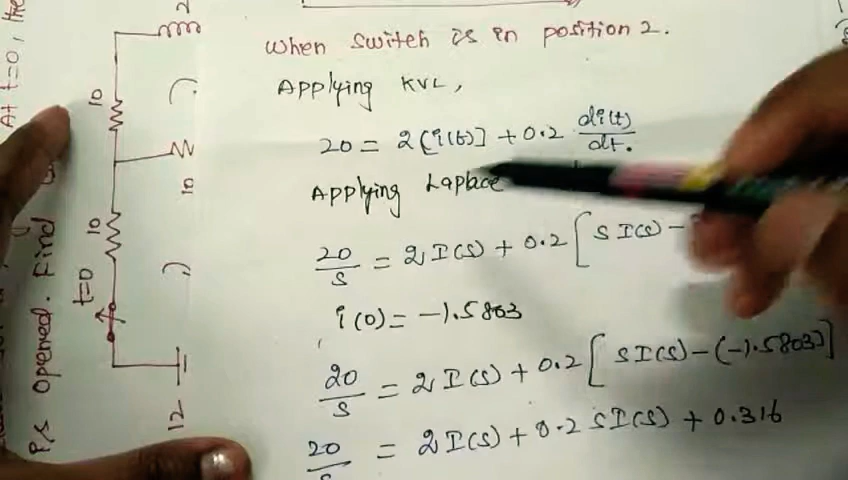 When switch is in position 2.
Applying KVL,
20 = 2[i(t)] + 0.2 di(t)/dt.
Applying Laplace
20/s = 2I(s) + 0.2 [sI(s) -
i(0) = -1.5803
20/s = 2I(s) + 0.2 [sI(s) - (-1.5803)]
20/s = 2I(s) + 0.2sI(s) + 0.316
At t=0, the
is opened. Find
2
10
10
10
t=0
12